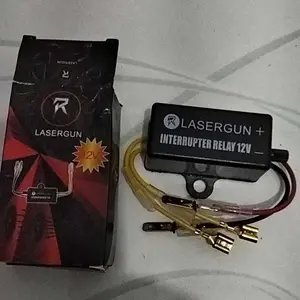 LASERGUN
12V
LASERGUN +
INTERRUPTER RELAY 12V −